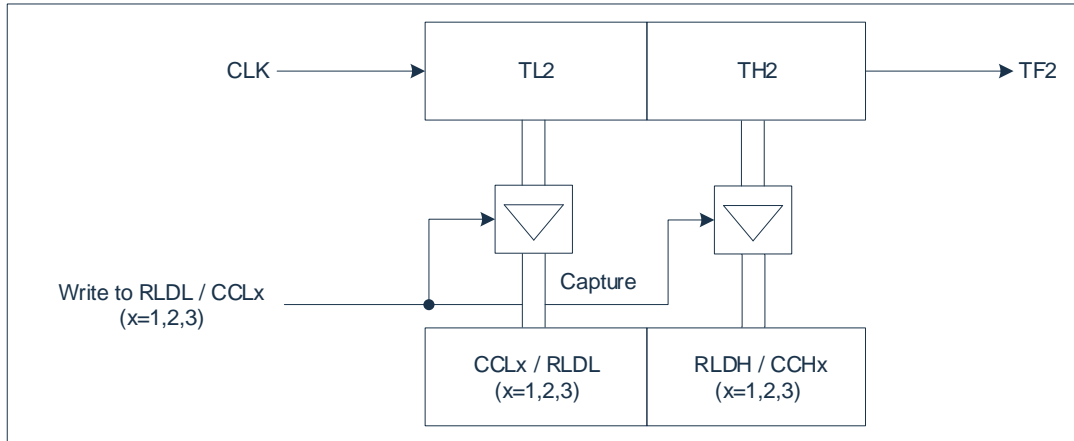 CLK
TL2
TH2
TF2
Capture
Write to RLDL / CCLx
(x=1,2,3)
CCLx / RLDL
(x=1,2,3)
RLDH / CCHx
(x=1,2,3)